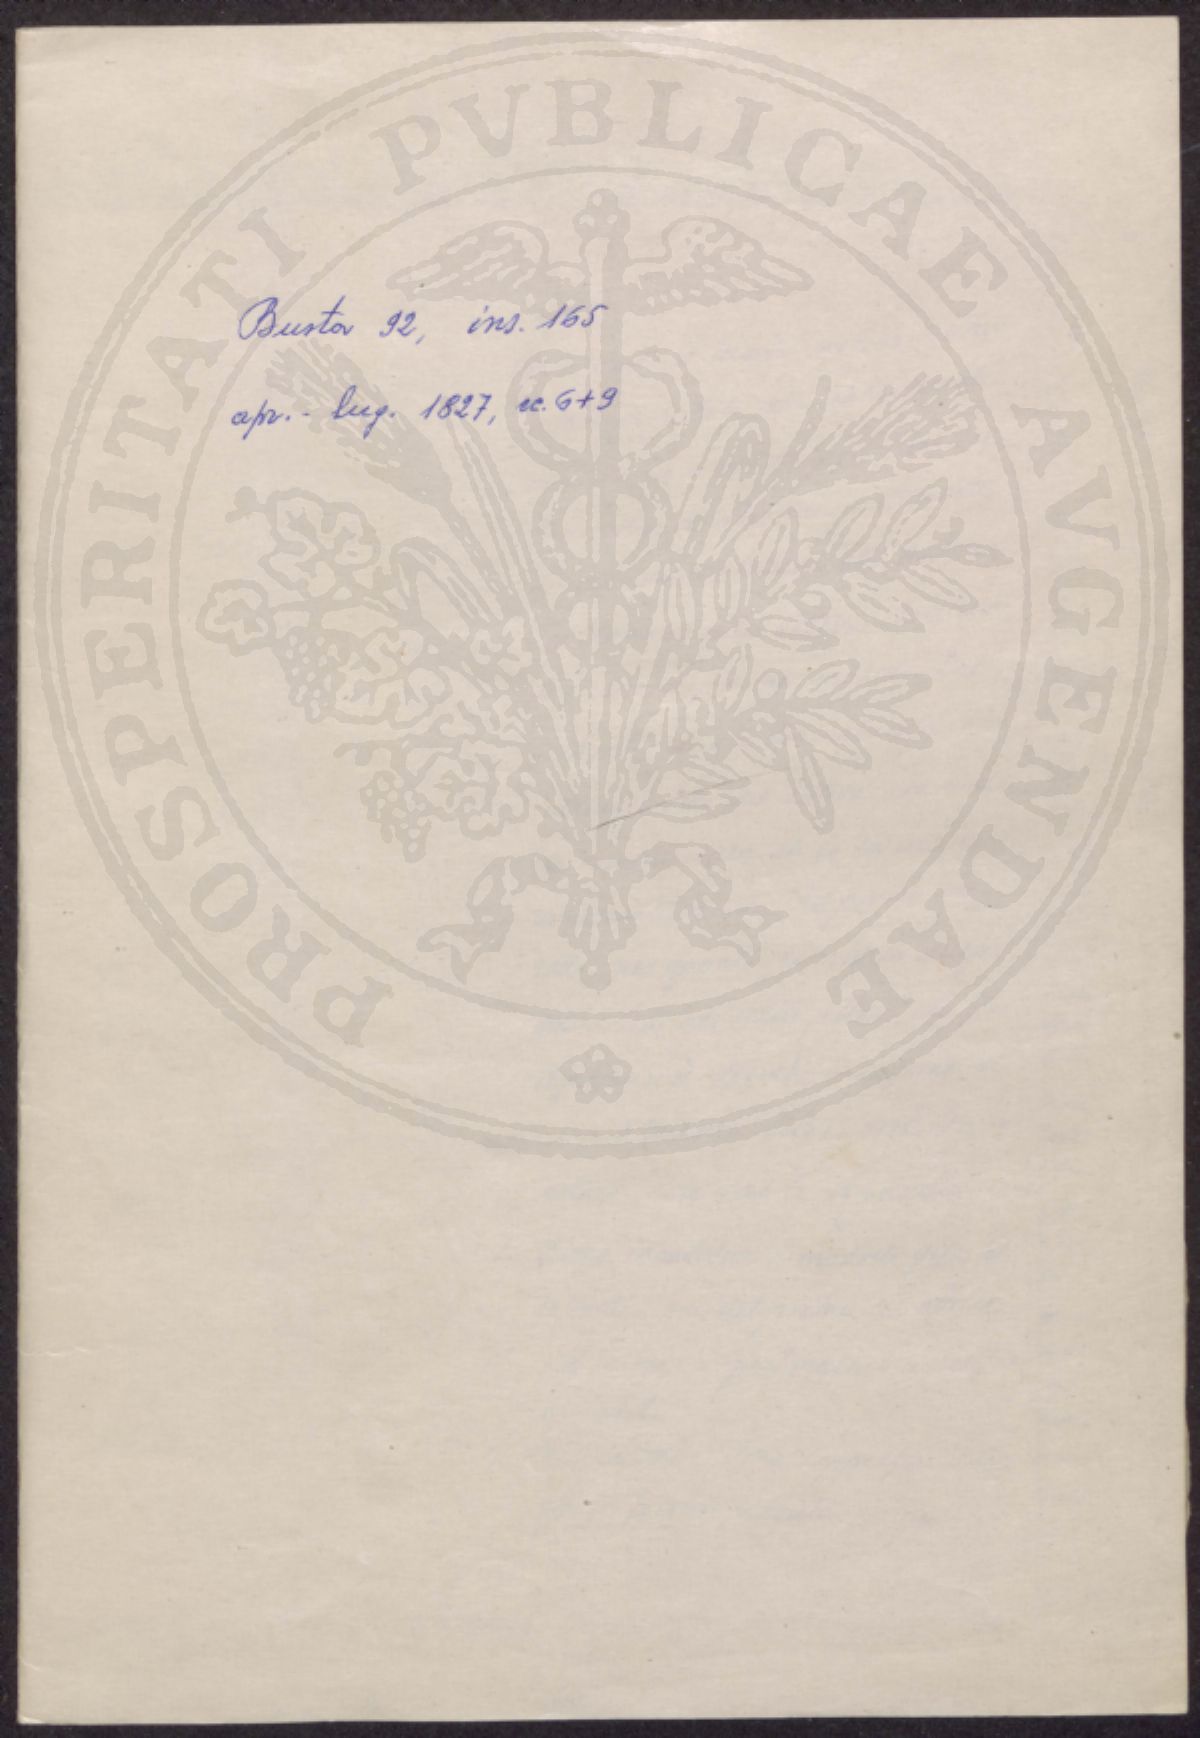 Busta 92, ins. 165
apr. - lug. 1827, cc. 6+9
PROSPERITATI PVBLICAE AVGENDAE